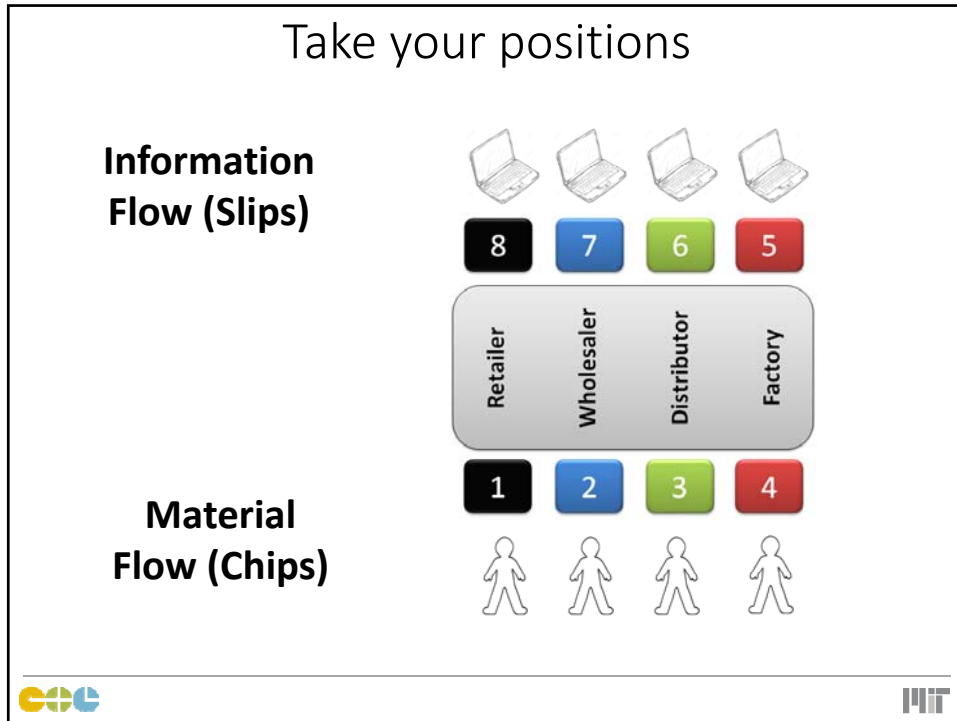 Take your positions
Information
Flow (Slips)
8 7 6 5
Retailer
Wholesaler
Distributor
Factory
1 2 3 4
Material
Flow (Chips)
MIT